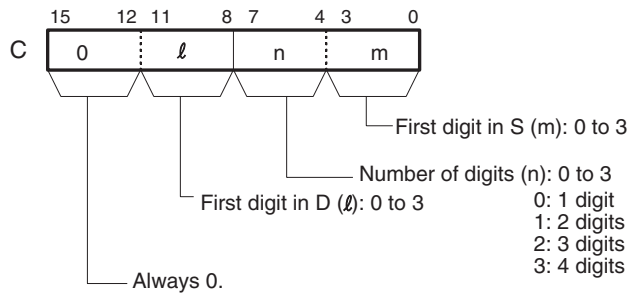 15 12 11 8 7 4 3 0
C 0 ℓ n m
First digit in S (m): 0 to 3
Number of digits (n): 0 to 3
First digit in D (ℓ): 0 to 3
0: 1 digit
1: 2 digits
2: 3 digits
3: 4 digits
Always 0.